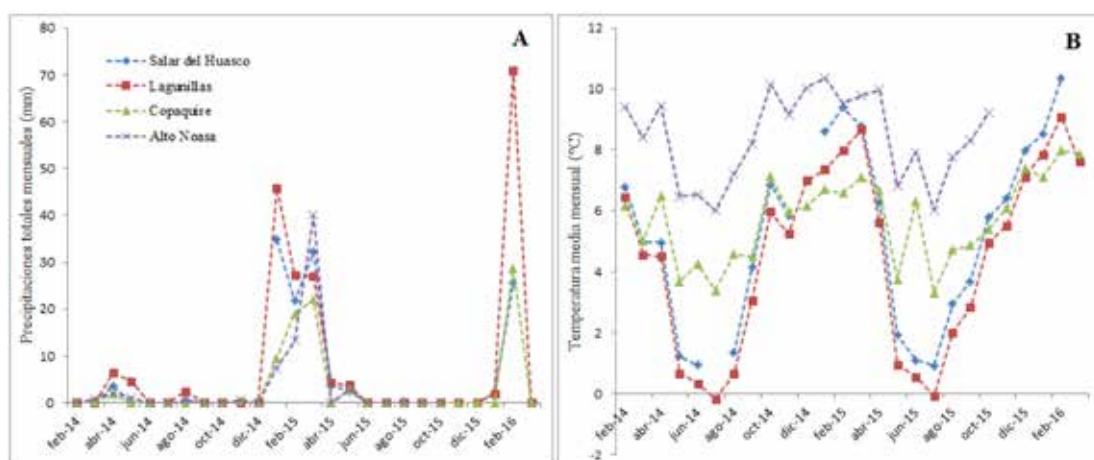 A
Precipitaciones totales mensuales (mm)
80
70
60
50
40
30
20
10
0
Salar del Huasco
Lagunillas
Copaquire
Alto Noasa
feb-14
abr-14
jun-14
ago-14
oct-14
dic-14
feb-15
abr-15
jun-15
ago-15
oct-15
dic-15
feb-16
B
Temperatura media mensual (°C)
12
10
8
6
4
2
0
-2
feb-14
abr-14
jun-14
ago-14
oct-14
dic-14
feb-15
abr-15
jun-15
ago-15
oct-15
dic-15
feb-16